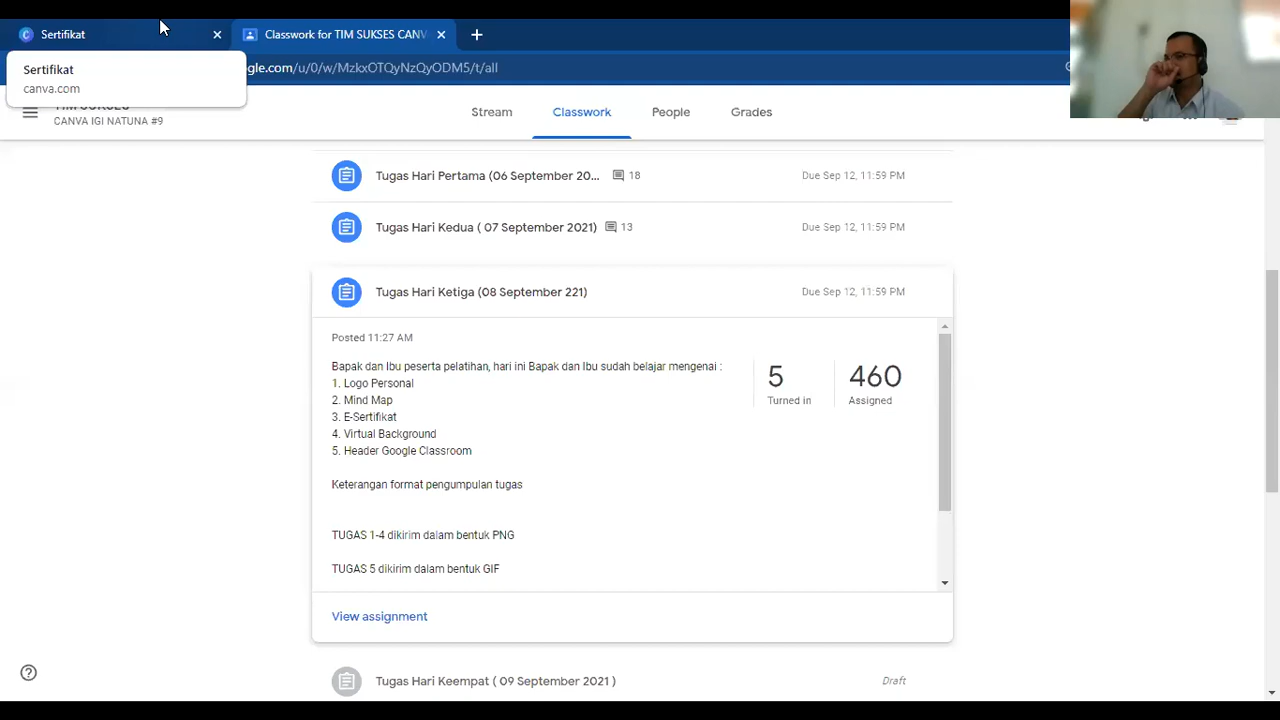 Sertifikat
Classwork for TIM SUKSES CANV
Sertifikat
canva.com
gle.com/u/0/w/MzkxOTQyNzQyODM5/t/all
TIM SUKSES
CANVA IGI NATUNA #9
Stream
Classwork
People
Grades
Tugas Hari Pertama (06 September 20...
18
Due Sep 12, 11:59 PM
Tugas Hari Kedua ( 07 September 2021)
13
Due Sep 12, 11:59 PM
Tugas Hari Ketiga (08 September 221)
Due Sep 12, 11:59 PM
Posted 11:27 AM
Bapak dan Ibu peserta pelatihan, hari ini Bapak dan Ibu sudah belajar mengenai :
1. Logo Personal
2. Mind Map
3. E-Sertifikat
4. Virtual Background
5. Header Google Classroom
Keterangan format pengumpulan tugas
TUGAS 1-4 dikirim dalam bentuk PNG
TUGAS 5 dikirim dalam bentuk GIF
5
Turned in
460
Assigned
View assignment
Tugas Hari Keempat ( 09 September 2021 )
Draft